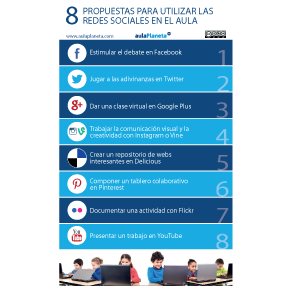 8 PROPUESTAS PARA UTILIZAR LAS
REDES SOCIALES EN EL AULA
www.aulaplaneta.com
aulaPlaneta
Estimular el debate en Facebook
1
Jugar a las adivinanzas en Twitter
2
Dar una clase virtual en Google Plus
3
Trabajar la comunicación visual y la
creatividad con Instagram o Vine
4
Crear un repositorio de webs
interesantes en Delicious
5
Componer un tablero colaborativo
en Pinterest
6
Documentar una actividad con Flickr
7
Presentar un trabajo en YouTube
8